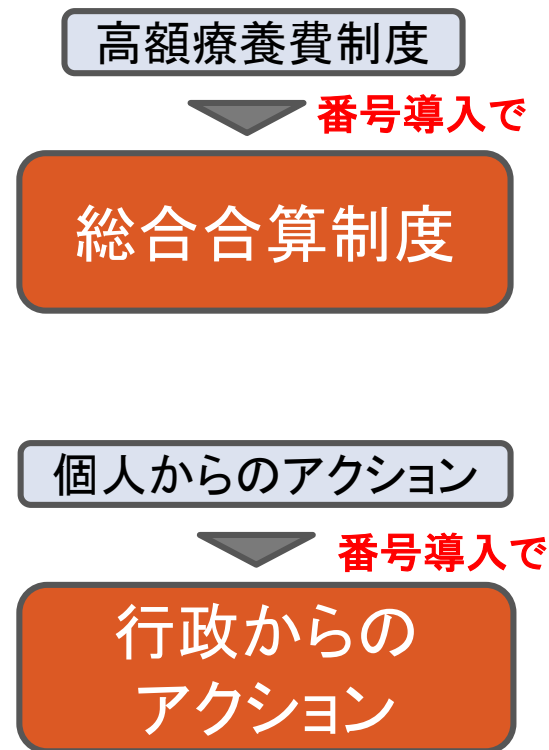 高額療養費制度
番号導入で
総合合算制度
個人からのアクション
番号導入で
行政からの
アクション